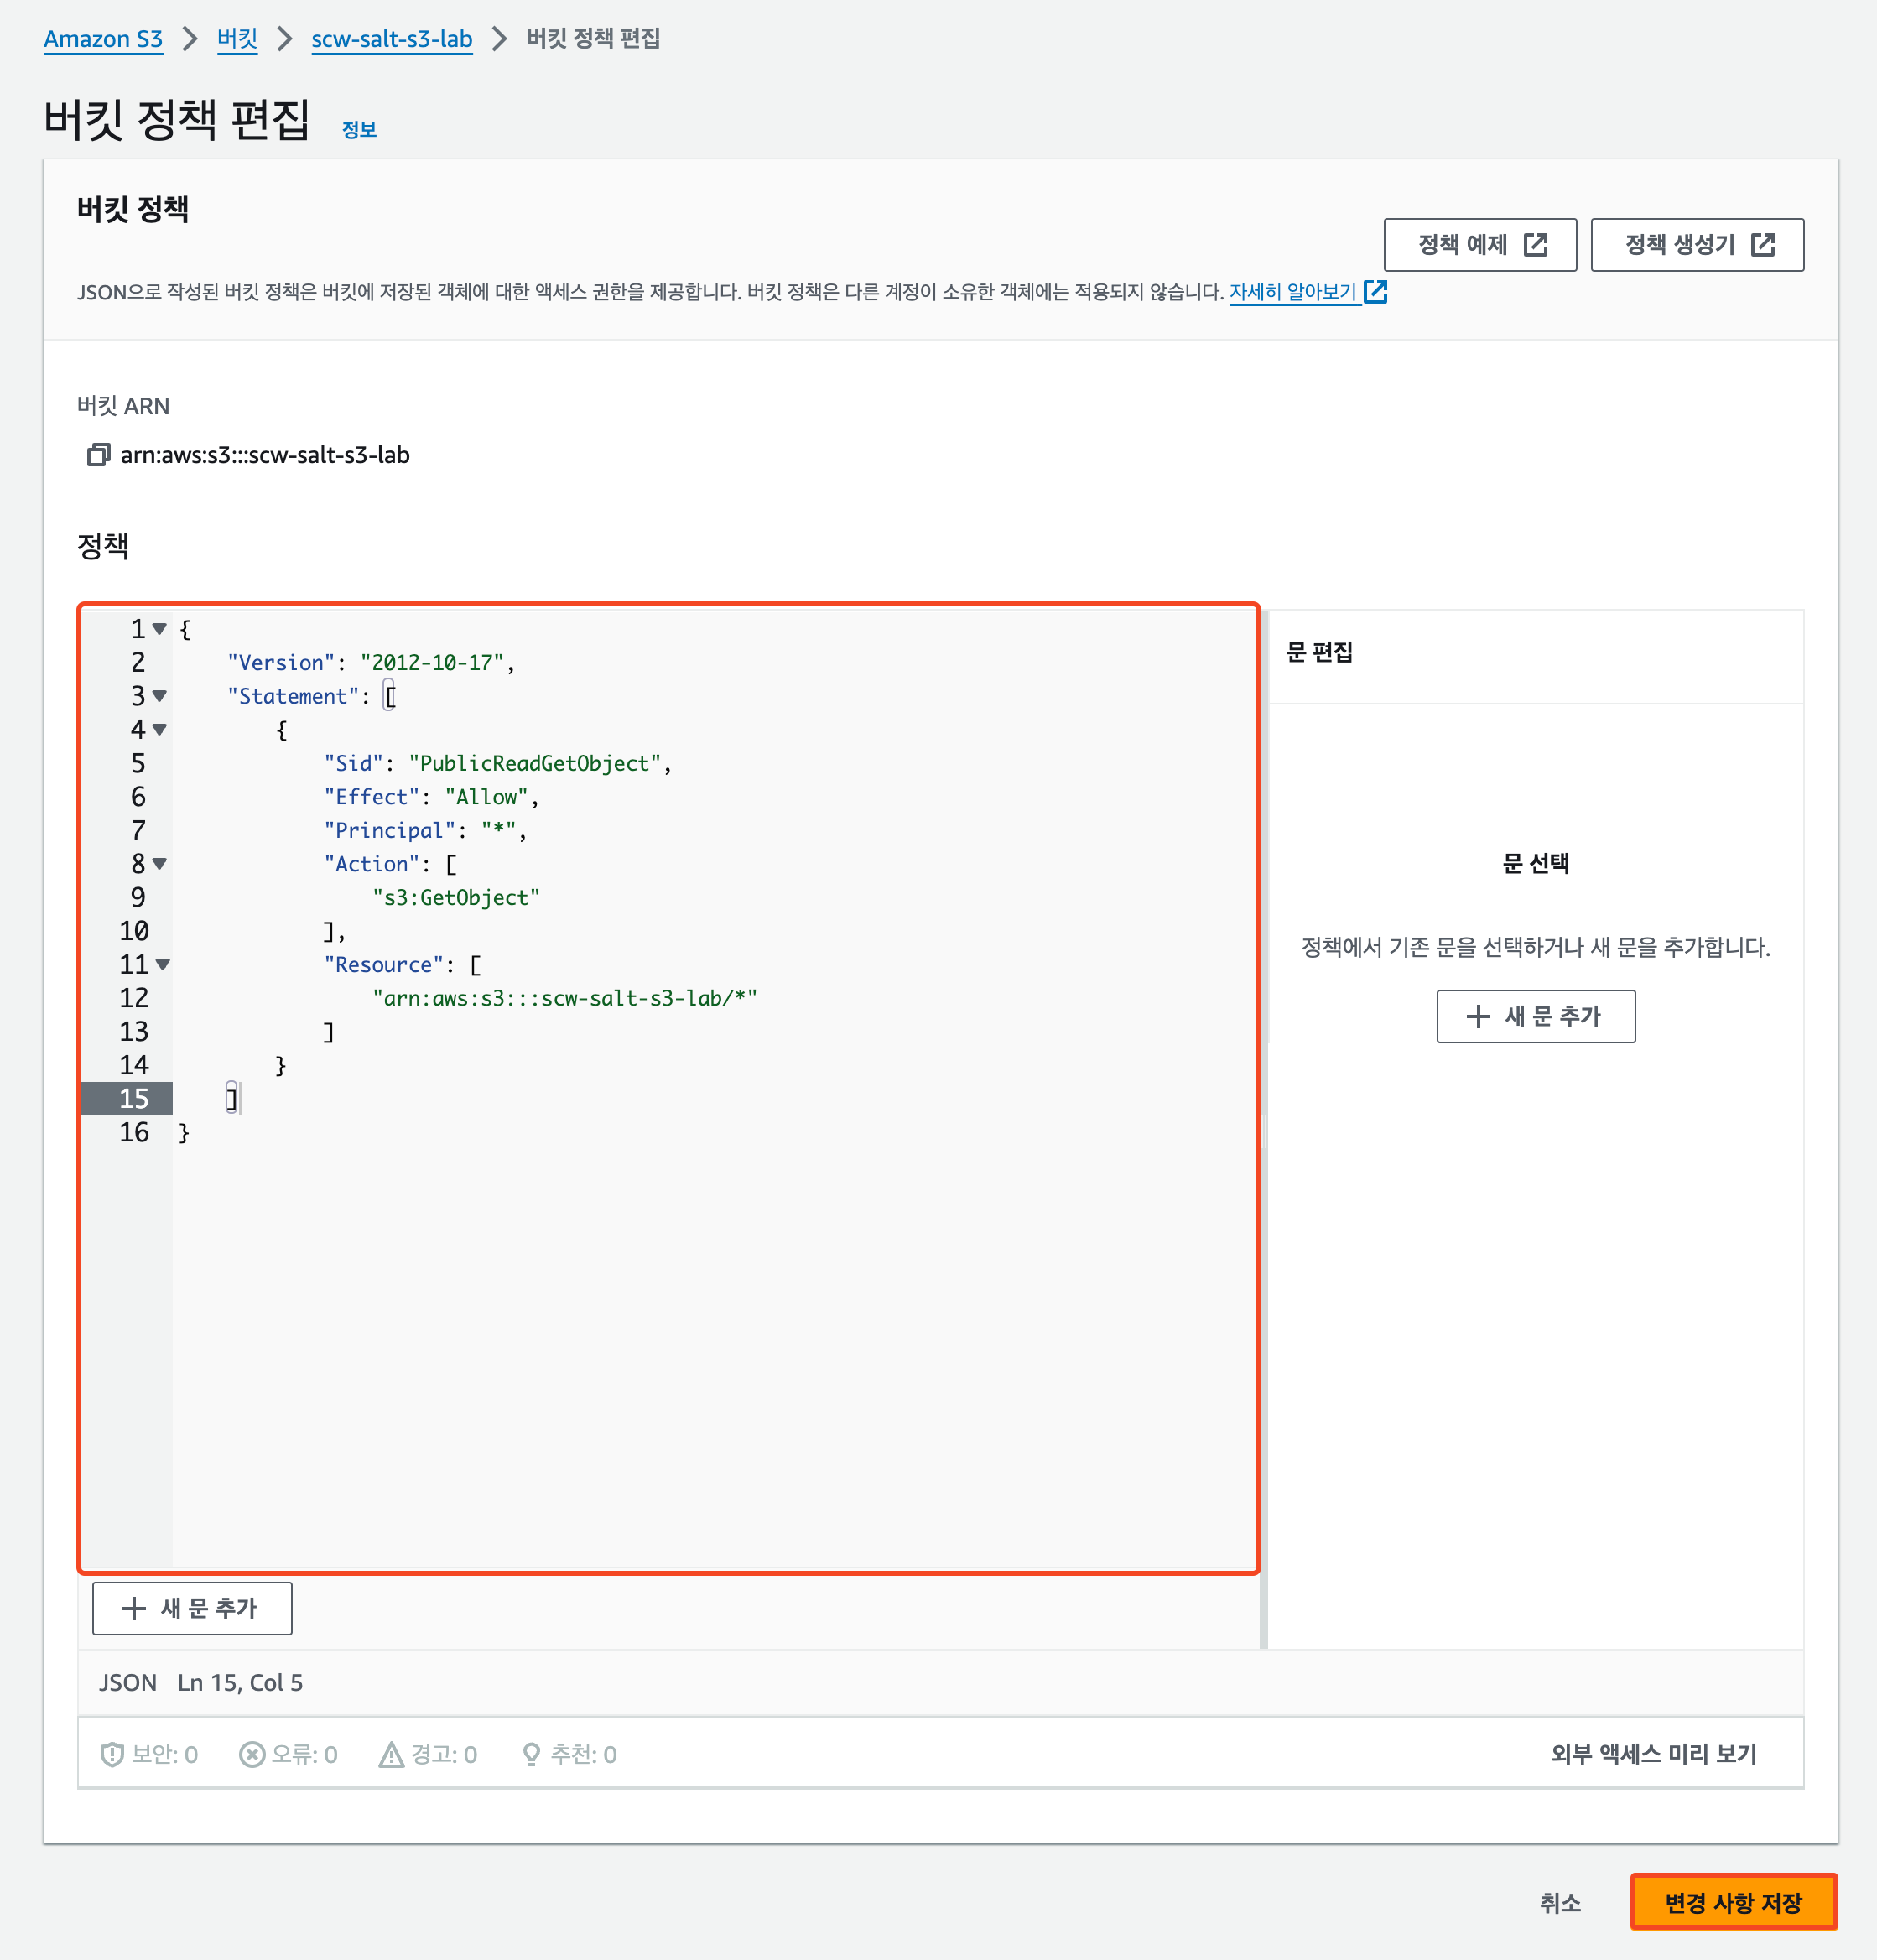 Amazon S3 > 버킷 > scw-salt-s3-lab > 버킷 정책 편집
버킷 정책 편집 정보
버킷 정책
정책 예제
정책 생성기
JSON으로 작성된 버킷 정책은 버킷에 저장된 객체에 대한 액세스 권한을 제공합니다. 버킷 정책은 다른 계정이 소유한 객체에는 적용되지 않습니다. 자세히 알아보기
버킷 ARN
arn:aws:s3:::scw-salt-s3-lab
정책
1 {
2     "Version": "2012-10-17",
3     "Statement": [
4         {
5             "Sid": "PublicReadGetObject",
6             "Effect": "Allow",
7             "Principal": "*",
8             "Action": [
9                 "s3:GetObject"
10             ],
11             "Resource": [
12                 "arn:aws:s3:::scw-salt-s3-lab/*"
13             ]
14         }
15     ]
16 }
문 편집
문 선택
정책에서 기존 문을 선택하거나 새 문을 추가합니다.
+ 새 문 추가
+ 새 문 추가
JSON Ln 15, Col 5
보안: 0 오류: 0 경고: 0 추천: 0
외부 액세스 미리 보기
취소
변경 사항 저장